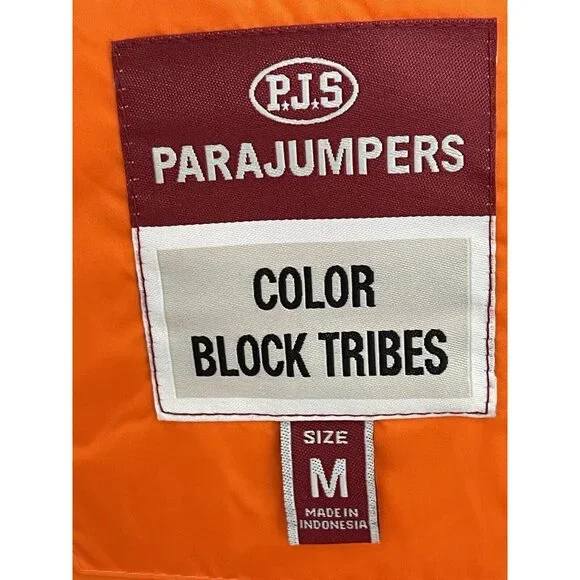 P.J.S
PARAJUMPERS
COLOR
BLOCK TRIBES
SIZE
M
MADE IN
INDONESIA